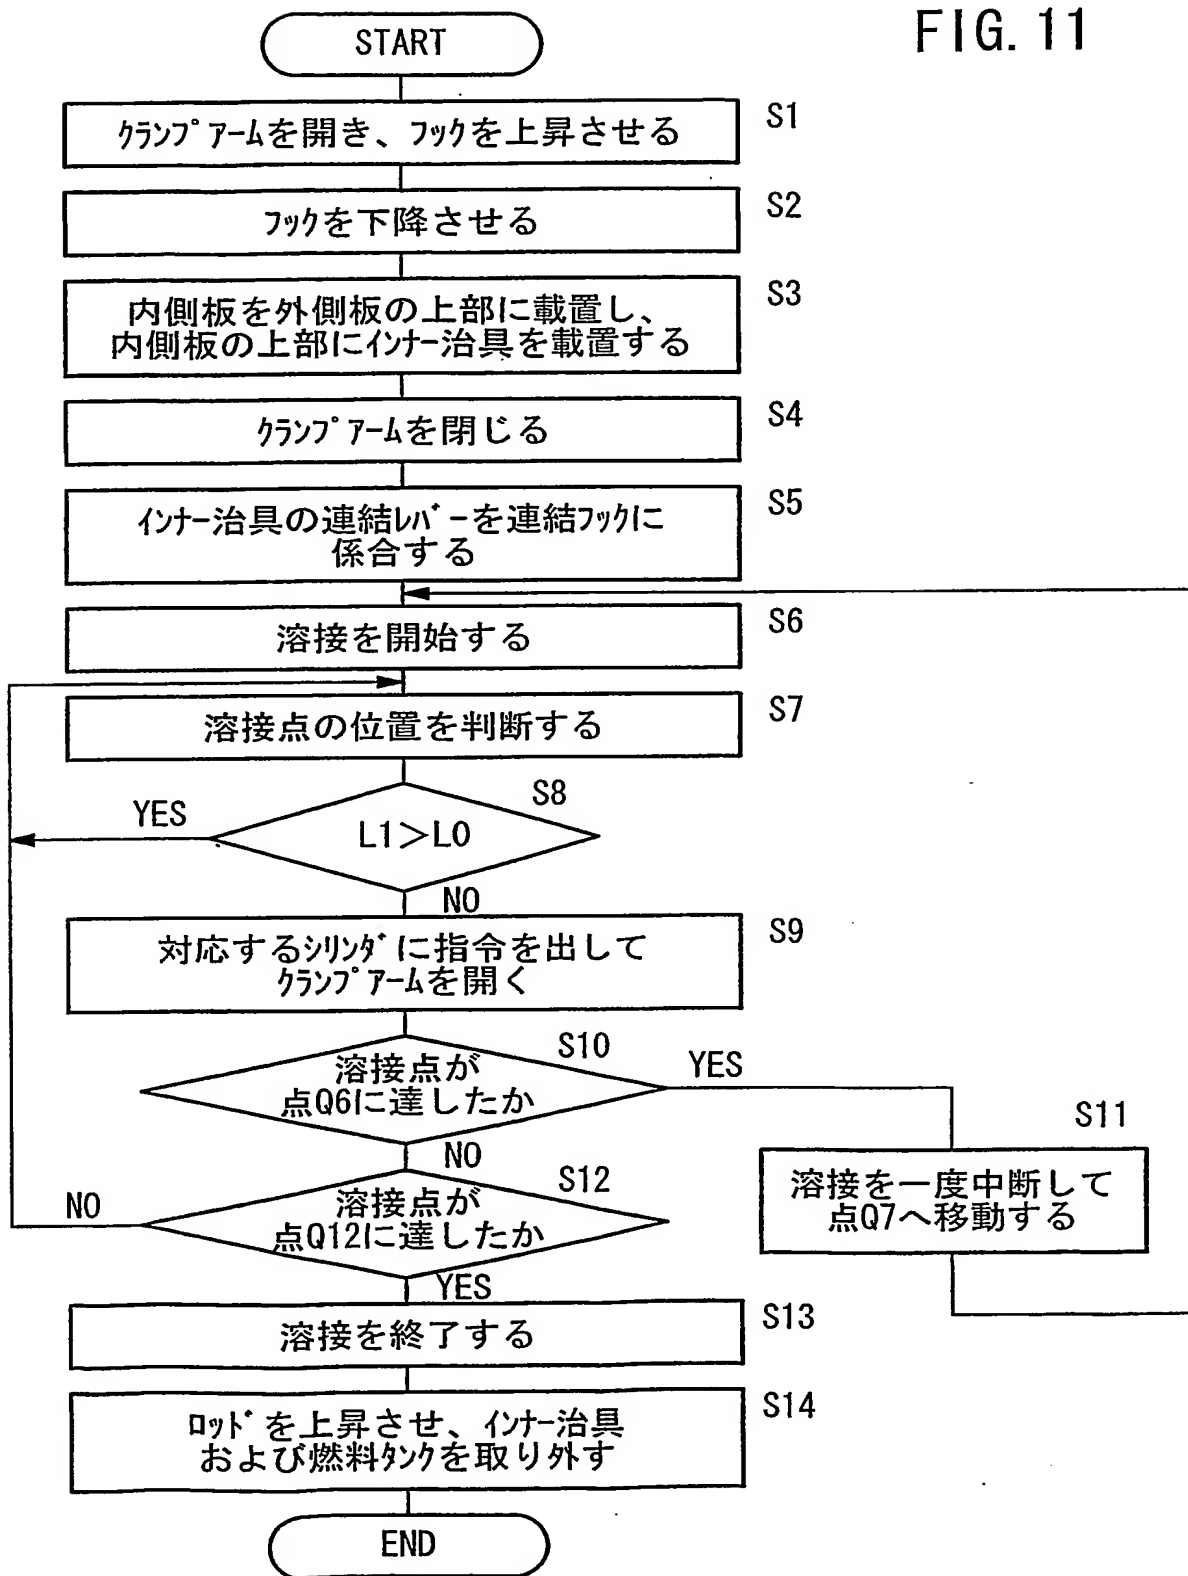 FIG. 11
START
クランプアームを開き、フックを上昇させる
S1
フックを下降させる
S2
内側板を外側板の上部に載置し、
内側板の上部にインナー治具を載置する
S3
クランプアームを閉じる
S4
インナー治具の連結レバーを連結フックに
係合する
S5
溶接を開始する
S6
溶接点の位置を判断する
S7
S8
YES
L1>L0
NO
対応するシリンダに指令を出して
クランプアームを開く
S9
S10
溶接点が
点Q6に達したか
YES
S11
溶接を一度中断して
点Q7へ移動する
NO
S12
NO
溶接点が
点Q12に達したか
YES
溶接を終了する
S13
ロッドを上昇させ、インナー治具
および燃料タンクを取り外す
S14
END